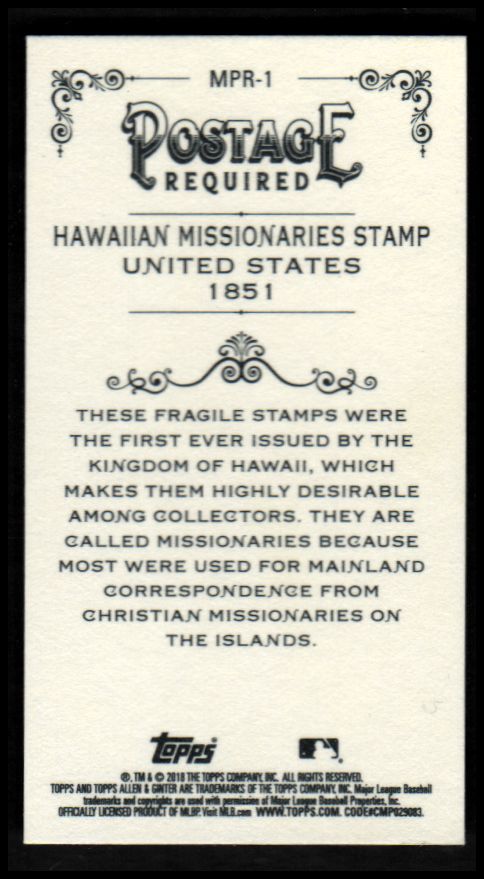 MPR-1
POSTAGE
REQUIRED
HAWAIIAN MISSIONARIES STAMP
UNITED STATES
1851
THESE FRAGILE STAMPS WERE
THE FIRST EVER ISSUED BY THE
KINGDOM OF HAWAII, WHICH
MAKES THEM HIGHLY DESIRABLE
AMONG COLLECTORS. THEY ARE
CALLED MISSIONARIES BECAUSE
MOST WERE USED FOR MAINLAND
CORRESPONDENCE FROM
CHRISTIAN MISSIONARIES ON
THE ISLANDS.
Topps®
®, TM & © 2018 THE TOPPS COMPANY, INC. ALL RIGHTS RESERVED.
TOPPS AND TOPPS ALLEN & GINTER ARE TRADEMARKS OF THE TOPPS COMPANY, INC. Major League Baseball
trademarks and copyrights are used with permission of Major League Baseball Properties, Inc.
OFFICIALLY LICENSED PRODUCT OF MLBP. Visit MLB.com WWW.TOPPS.COM. CODE#CMP029083.